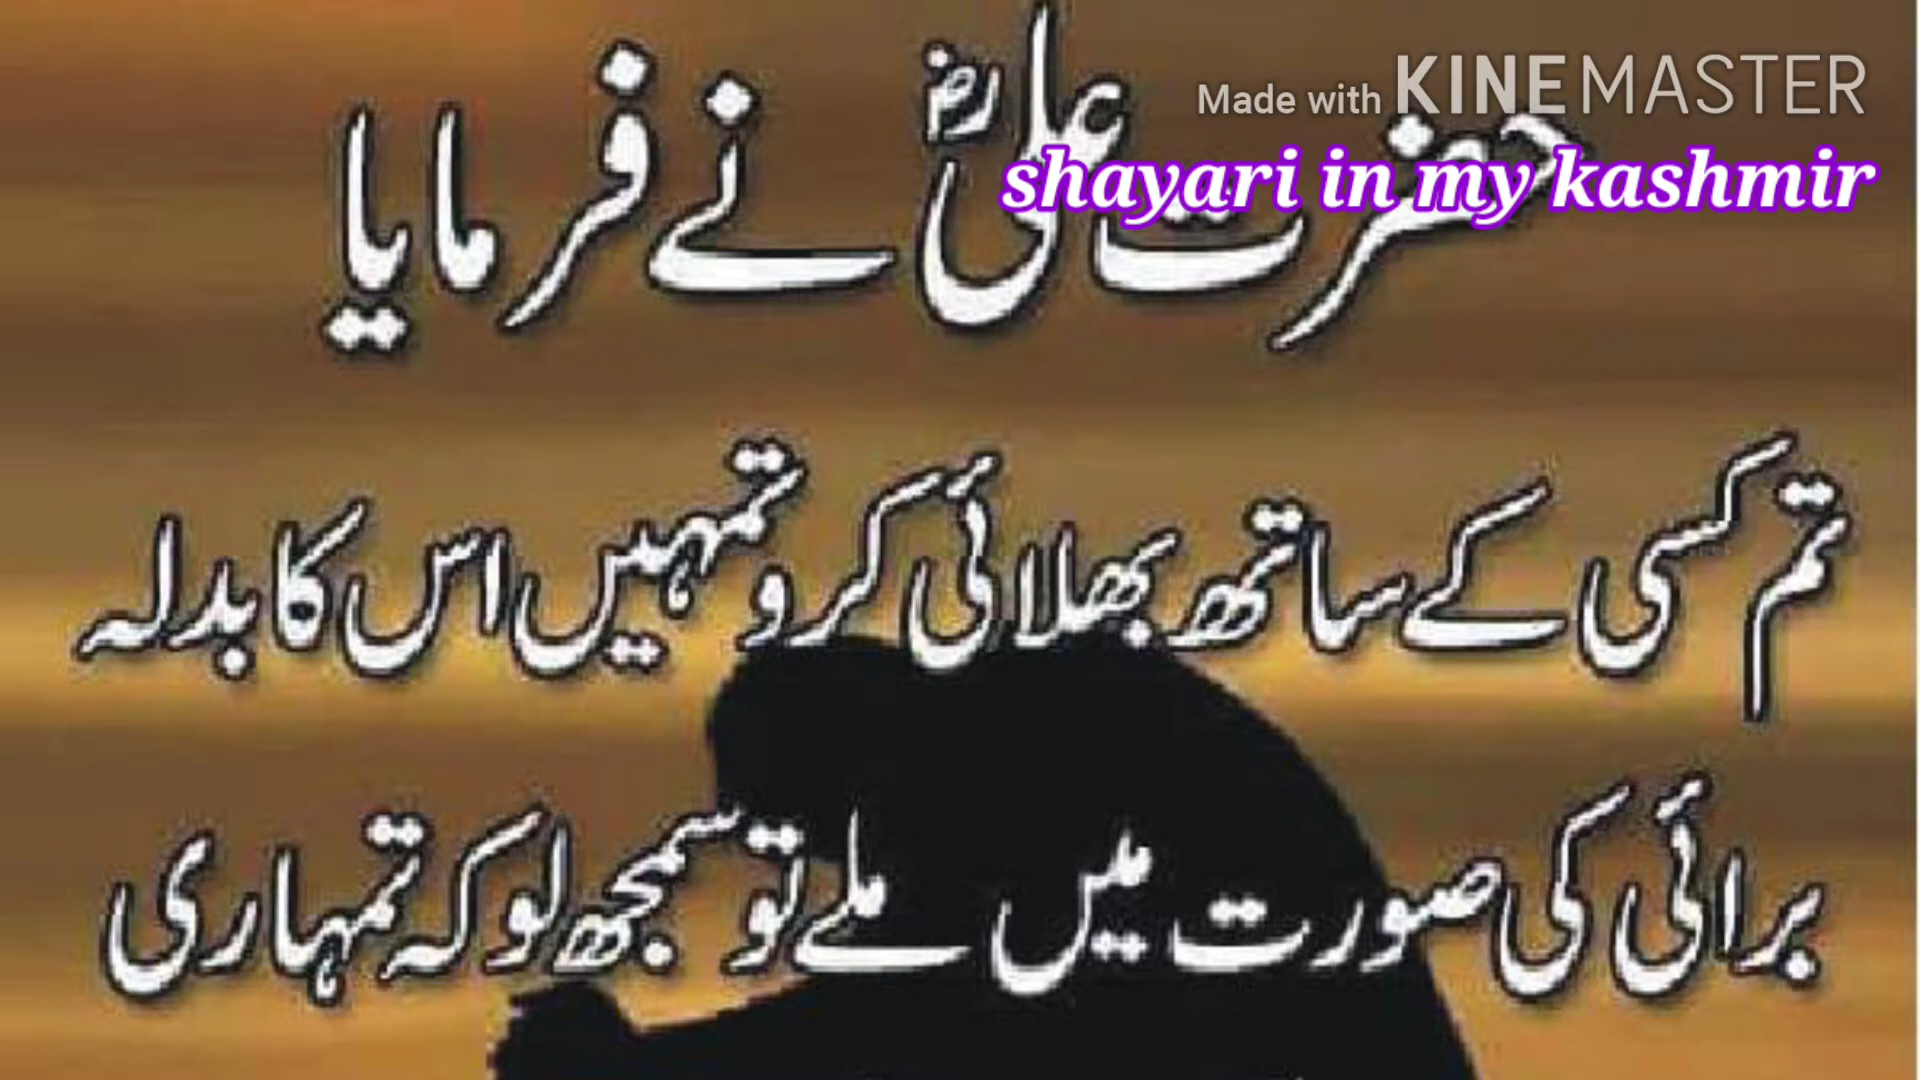 Made with KINEMASTER
shayari in my kashmir
حضرت علیؓ نے فرمایا
تم کسی کے ساتھ بھلائی کرو تمہیں اس کا بدلہ
برائی کی صورت میں ملے تو سمجھ لو کہ تمہاری